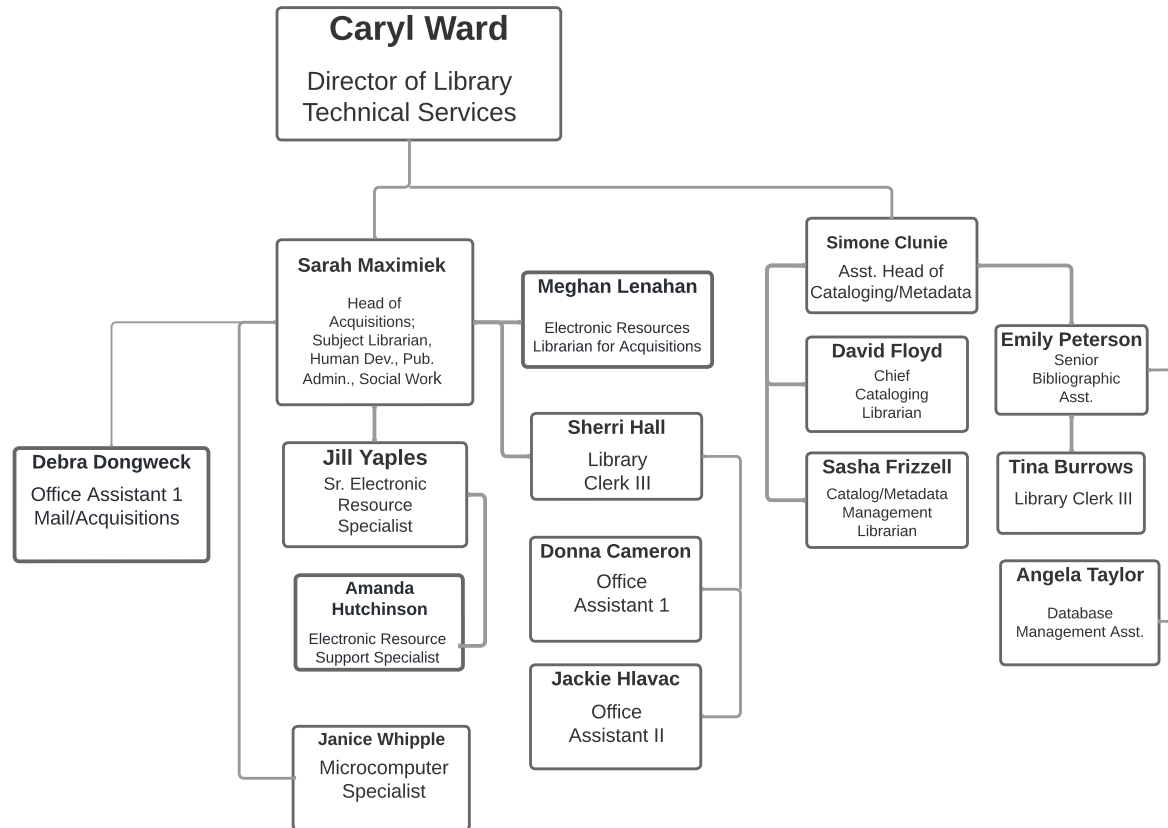 Caryl Ward
Director of Library
Technical Services
Sarah Maximiek
Head of
Acquisitions;
Subject Librarian,
Human Dev., Pub.
Admin., Social Work
Meghan Lenahan
Electronic Resources
Librarian for Acquisitions
Simone Clunie
Asst. Head of
Cataloging/Metadata
David Floyd
Chief
Cataloging
Librarian
Emily Peterson
Senior
Bibliographic
Asst.
Debra Dongweck
Office Assistant 1
Mail/Acquisitions
Jill Yaples
Sr. Electronic
Resource
Specialist
Sherri Hall
Library
Clerk III
Sasha Frizzell
Catalog/Metadata
Management
Librarian
Tina Burrows
Library Clerk III
Amanda
Hutchinson
Electronic Resource
Support Specialist
Donna Cameron
Office
Assistant 1
Angela Taylor
Database
Management Asst.
Jackie Hlavac
Office
Assistant II
Janice Whipple
Microcomputer
Specialist